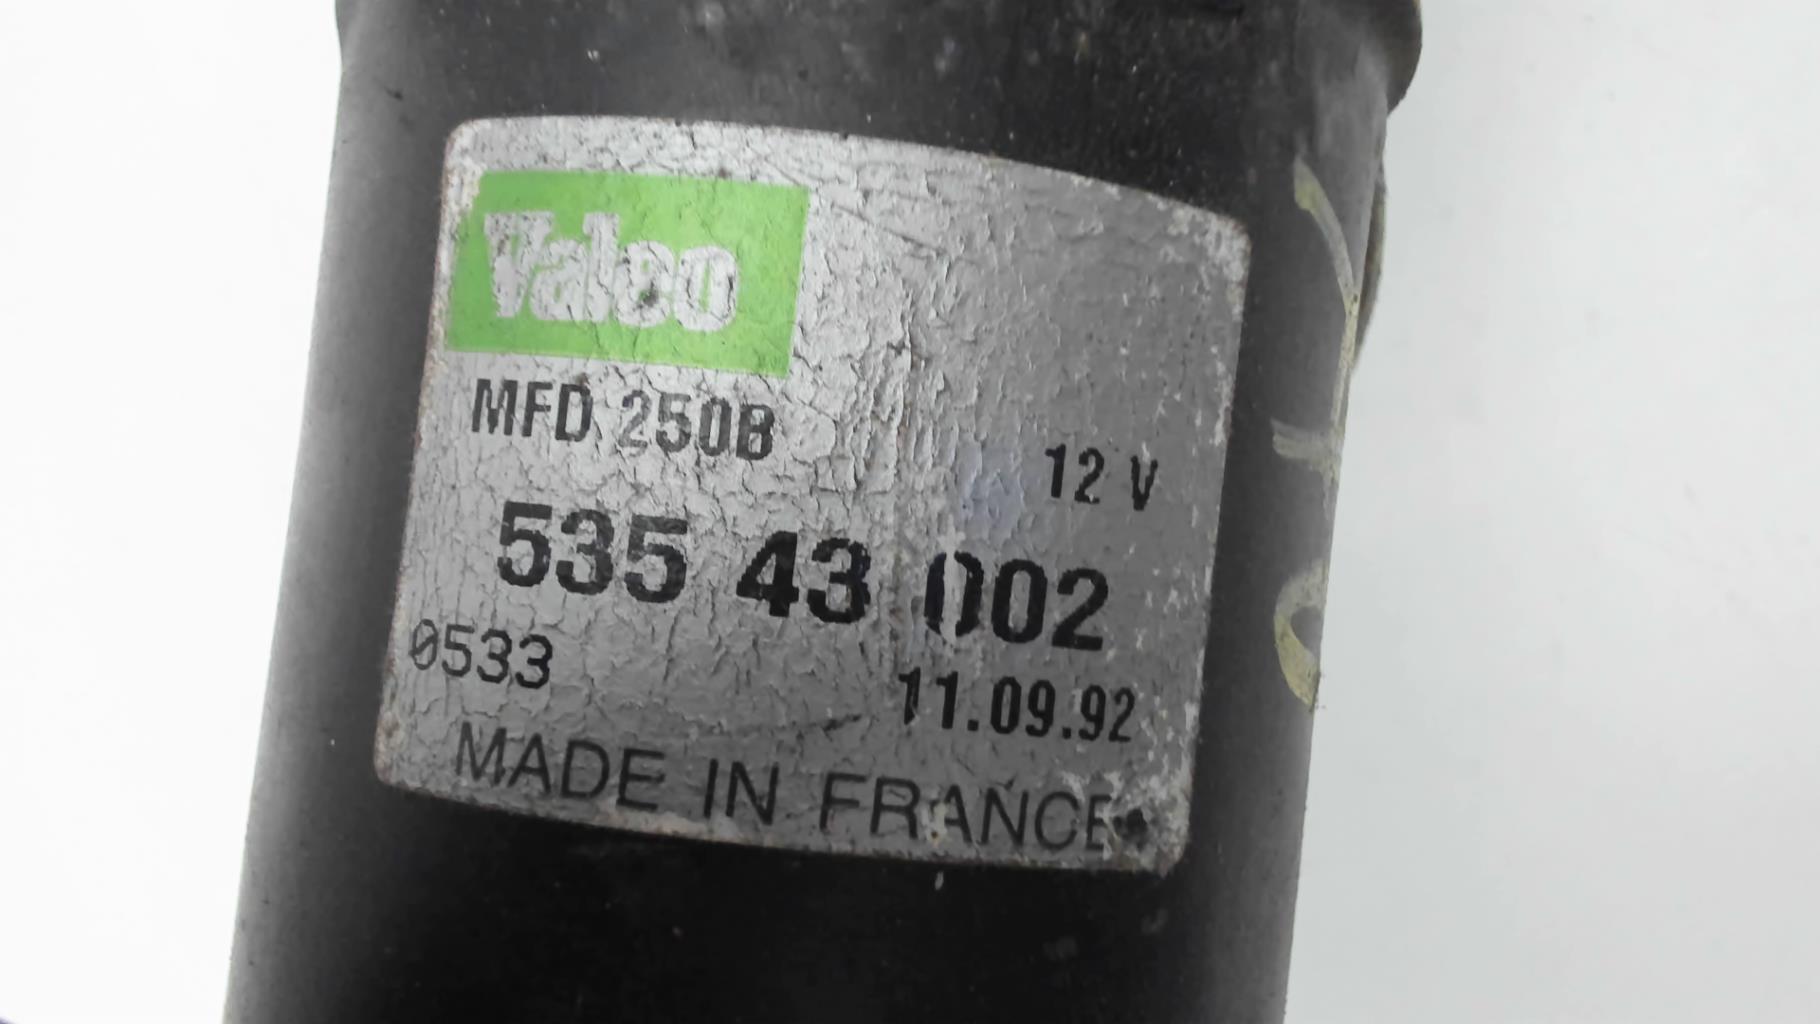 Valeo
MFD 250B
12 V
535 43 002
0533
11.09.92
MADE IN FRANCE